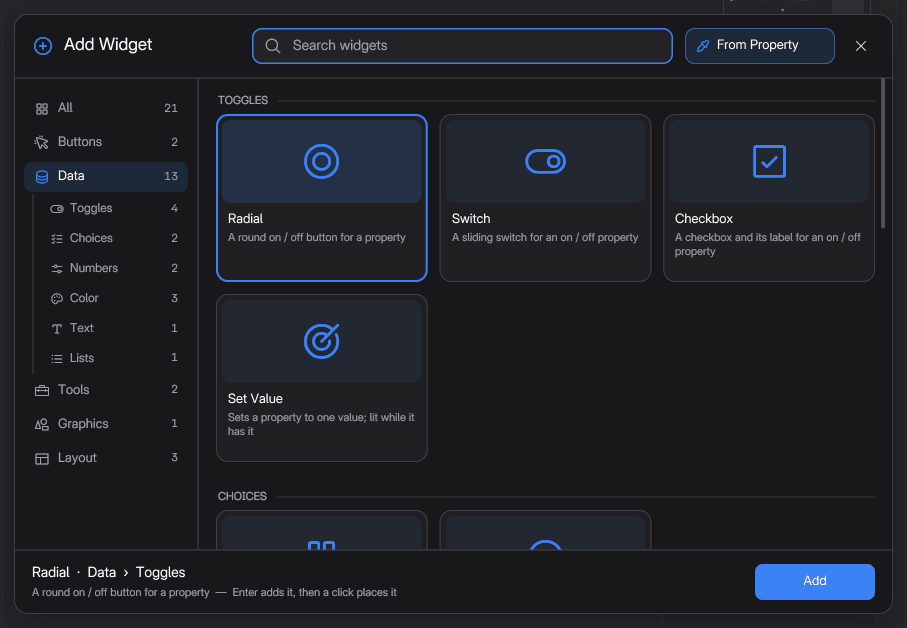 Add Widget
Search widgets
From Property
All 21
Buttons 2
Data 13
Toggles 4
Choices 2
Numbers 2
Color 3
Text 1
Lists 1
Tools 2
Graphics 1
Layout 3
TOGGLES
Radial
A round on / off button for a property
Switch
A sliding switch for an on / off property
Checkbox
A checkbox and its label for an on / off
property
Set Value
Sets a property to one value; lit while it
has it
CHOICES
Radial · Data › Toggles
A round on / off button for a property — Enter adds it, then a click places it
Add